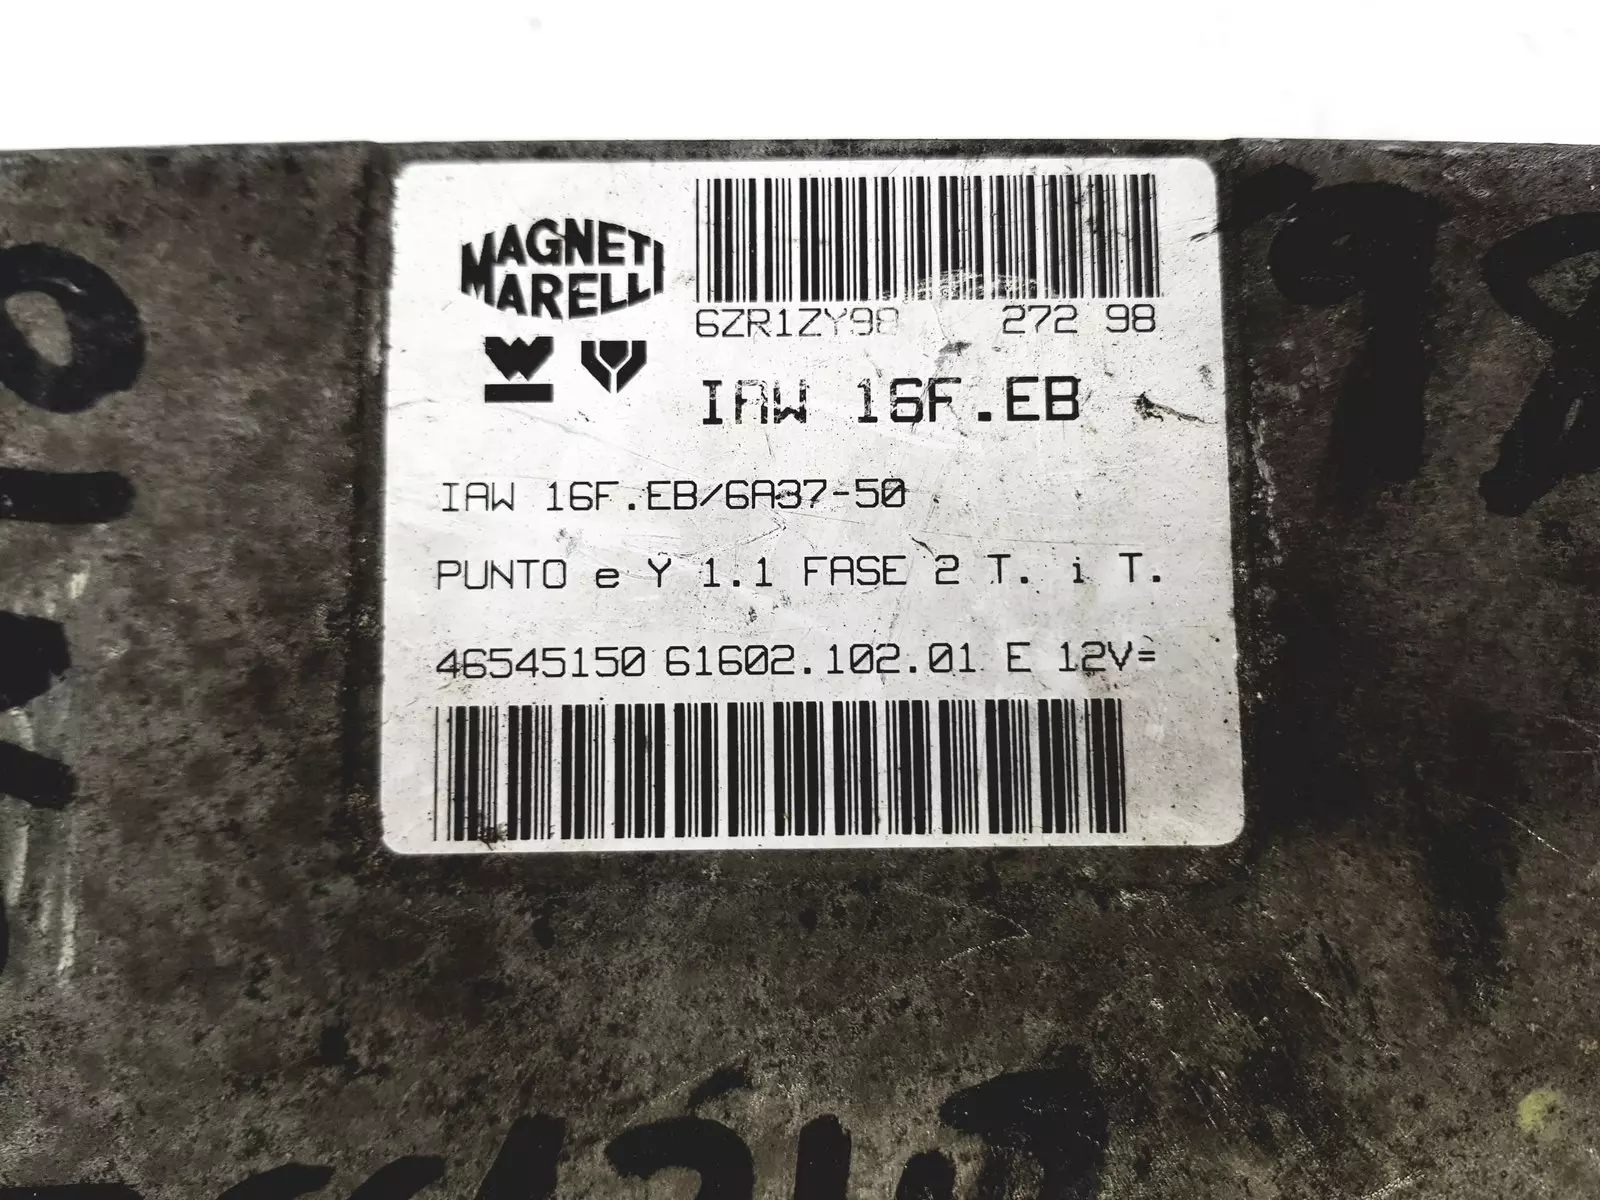 MAGNETI
MARELLI
6ZR1ZY98 272 98
IAW 16F.EB
IAW 16F.EB/6A37-50
PUNTO e Y 1.1 FASE 2 T. i T.
46545150 61602.102.01 E 12V=
98